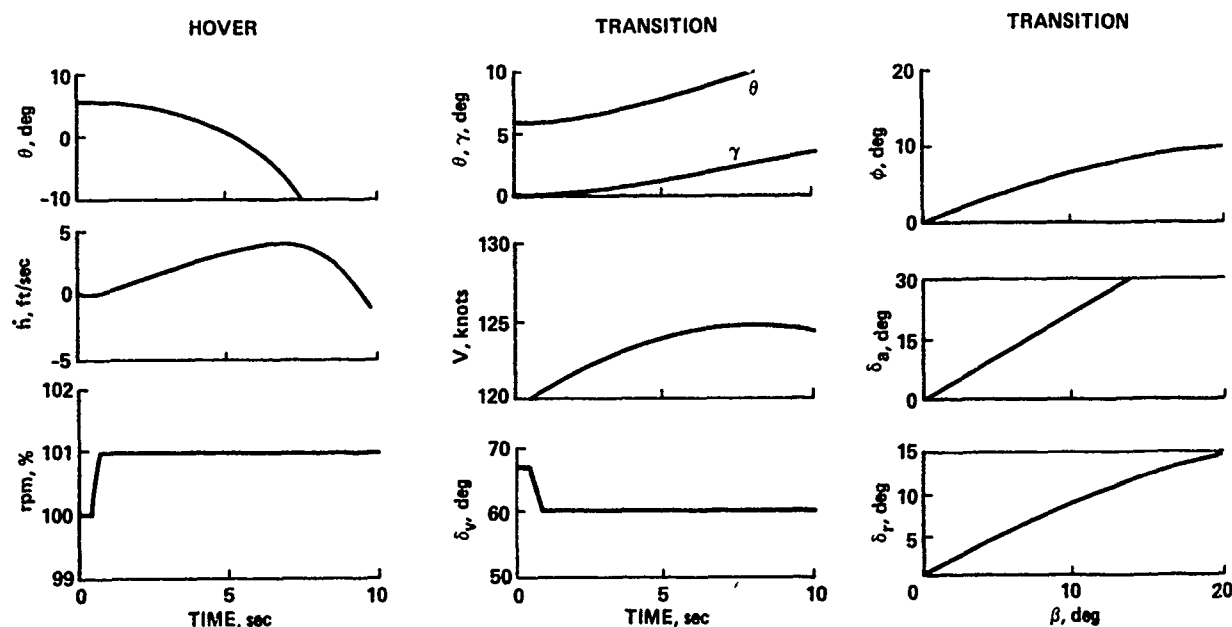 HOVER
10
0
-10
θ, deg
5
0
-5
ḣ, ft/sec
102
101
100
99
rpm, %
0 5 10
TIME, sec
TRANSITION
10
5
0
θ, γ, deg
θ
γ
130
125
120
V, knots
70
60
50
δv, deg
0 5 10
TIME, sec
TRANSITION
20
10
0
ϕ, deg
30
15
0
δa, deg
15
10
5
δr, deg
0 10 20
β, deg